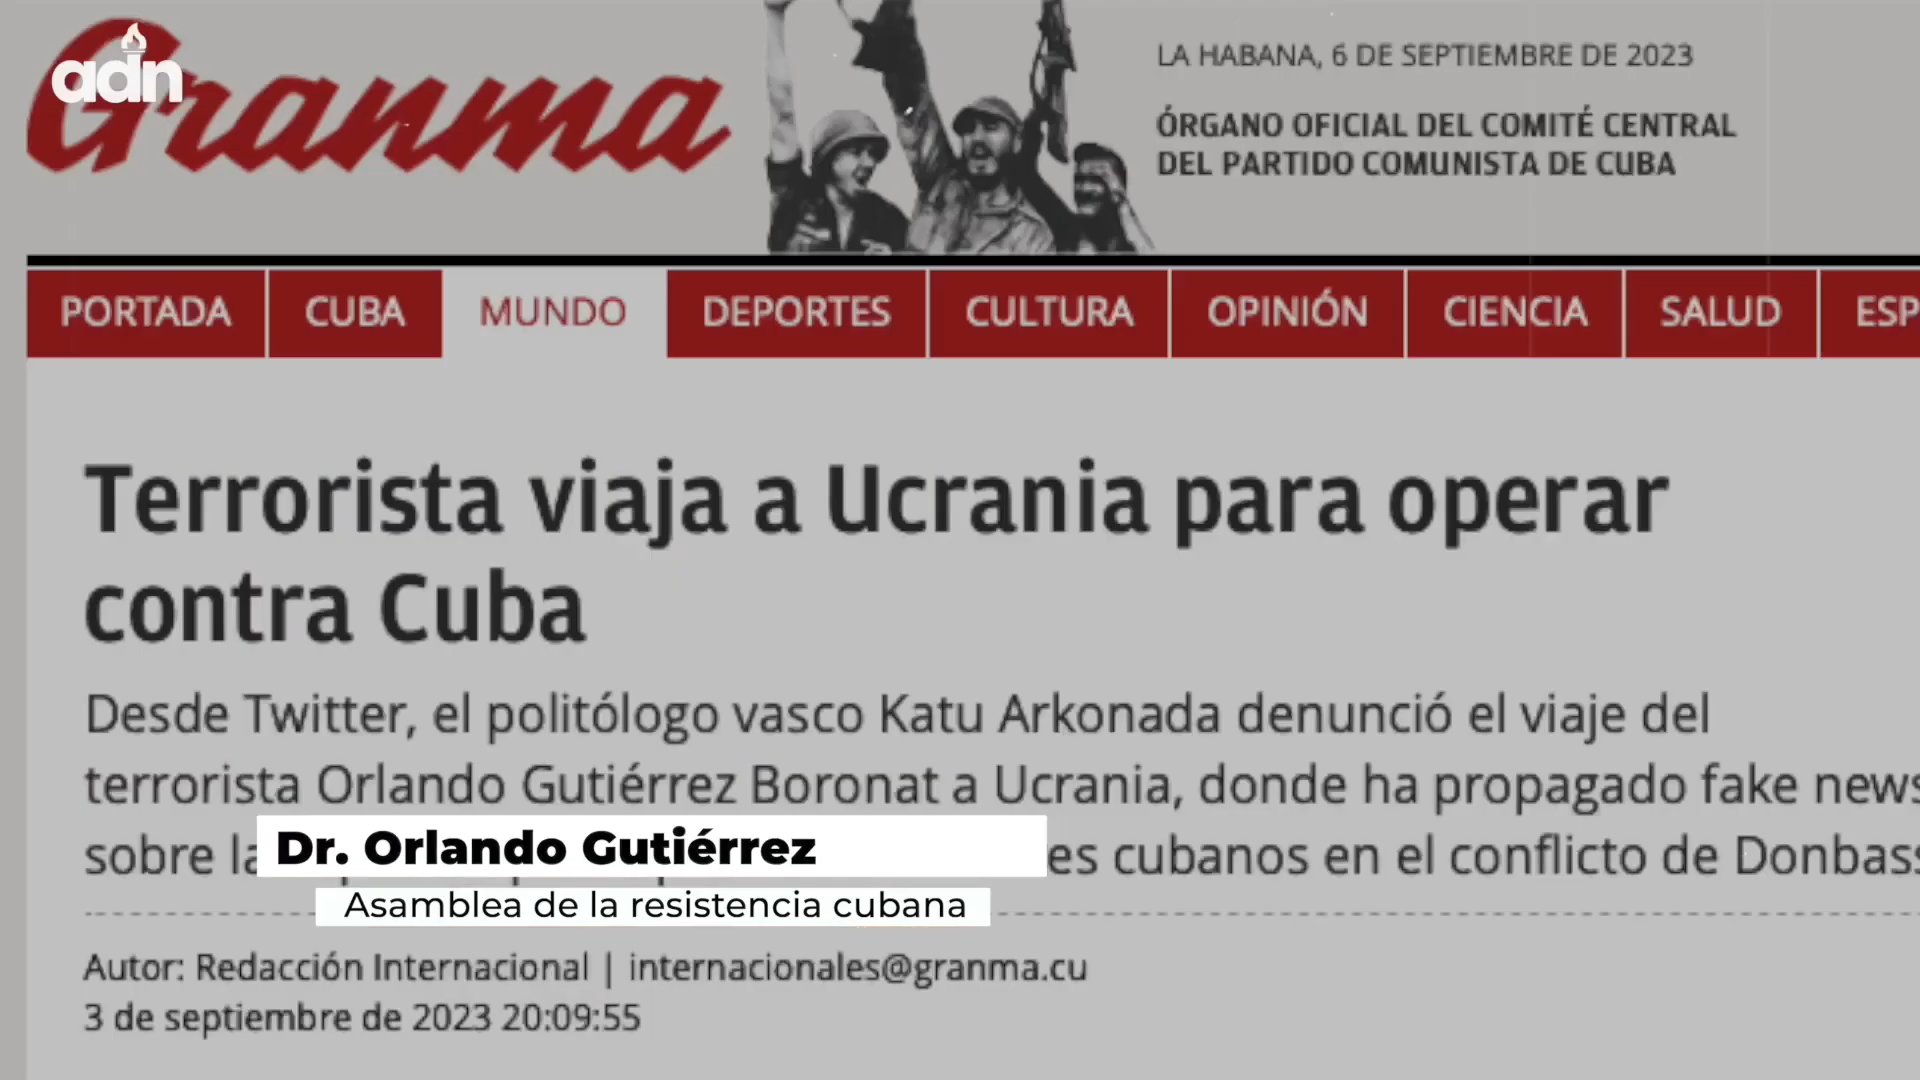 adn
Granma
LA HABANA, 6 DE SEPTIEMBRE DE 2023
ÓRGANO OFICIAL DEL COMITÉ CENTRAL
DEL PARTIDO COMUNISTA DE CUBA
PORTADA CUBA MUNDO DEPORTES CULTURA OPINIÓN CIENCIA SALUD ESP
Terrorista viaja a Ucrania para operar
contra Cuba
Desde Twitter, el politólogo vasco Katu Arkonada denunció el viaje del
terrorista Orlando Gutiérrez Boronat a Ucrania, donde ha propagado fake news
sobre la es cubanos en el conflicto de Donbass
Dr. Orlando Gutiérrez
Asamblea de la resistencia cubana
Autor: Redacción Internacional | internacionales@granma.cu
3 de septiembre de 2023 20:09:55